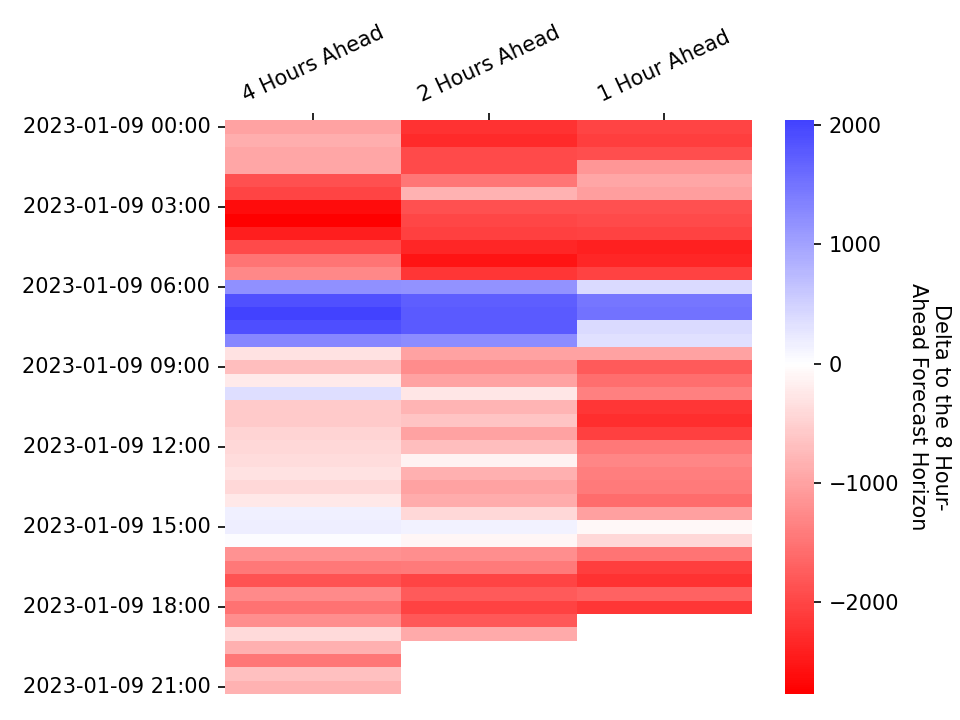 4 Hours Ahead
2 Hours Ahead
1 Hour Ahead
2023-01-09 00:00
2023-01-09 03:00
2023-01-09 06:00
2023-01-09 09:00
2023-01-09 12:00
2023-01-09 15:00
2023-01-09 18:00
2023-01-09 21:00
2000
1000
0
−1000
−2000
Delta to the 8 Hour-
Ahead Forecast Horizon